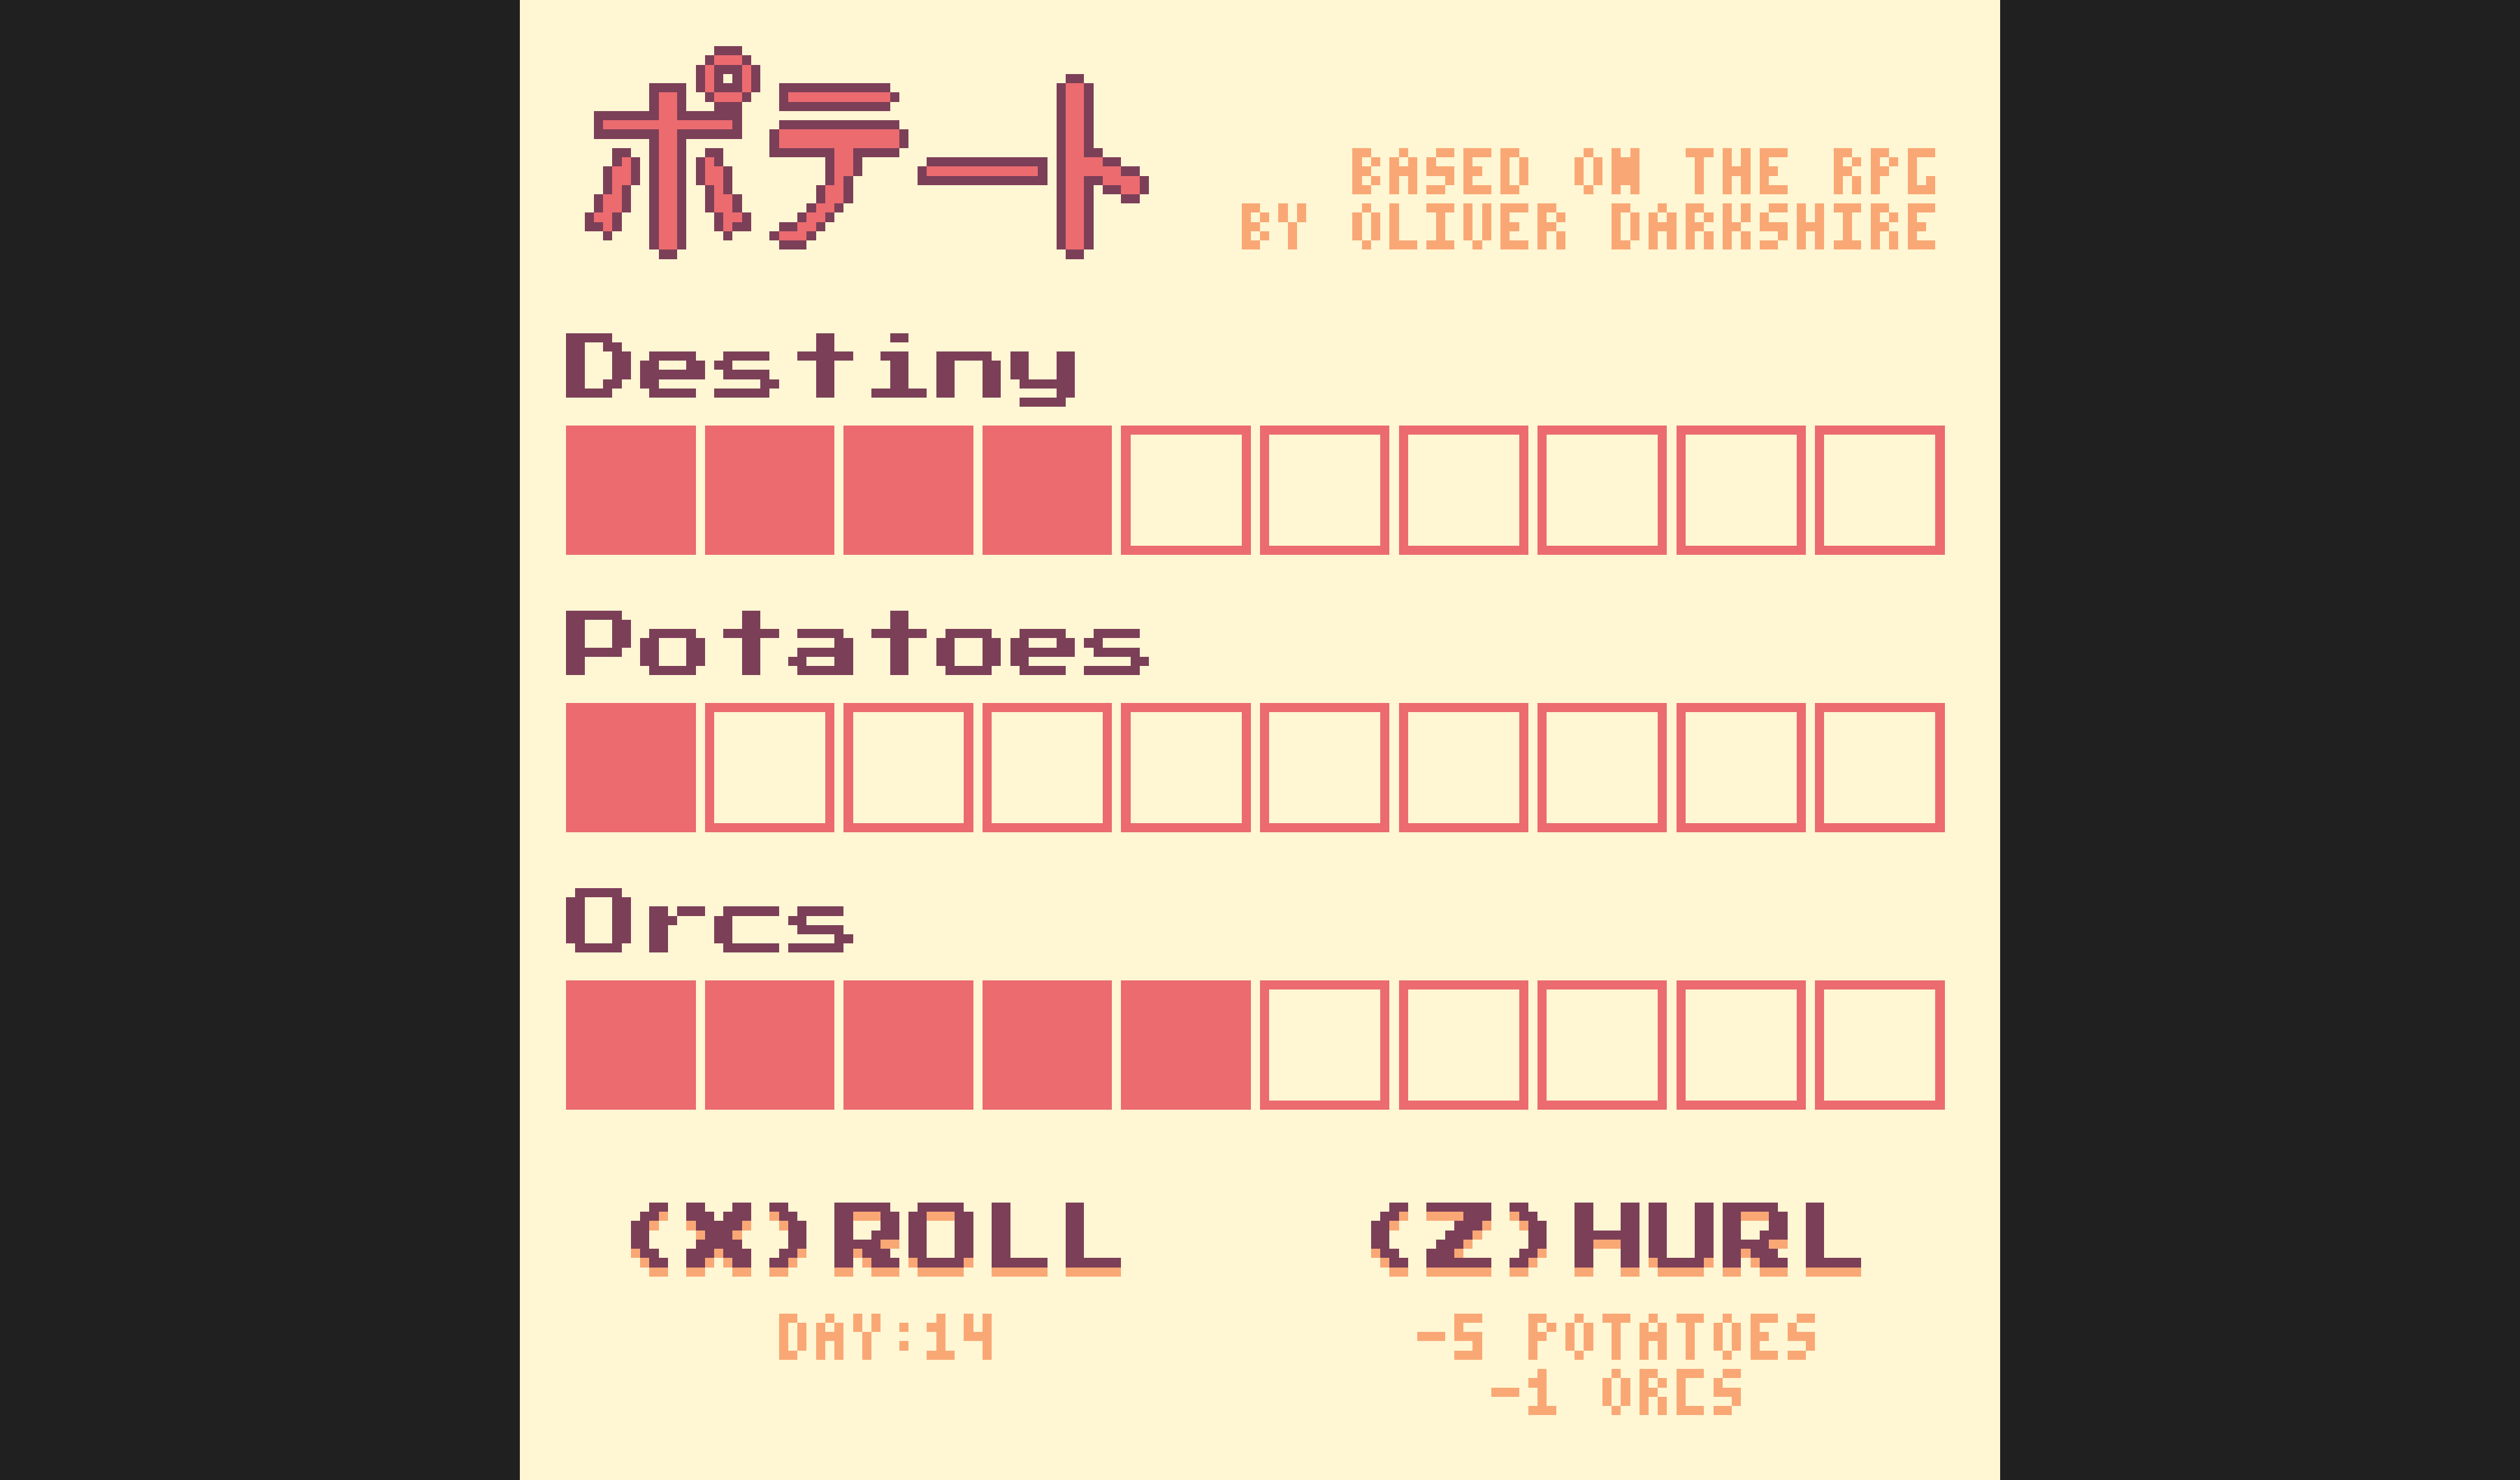 ポテート
BASED ON THE RPG
BY OLIVER DARKSHIRE
Destiny
Potatoes
Orcs
(X)ROLL
(Z)HURL
DAY:14
-5 POTATOES
-1 ORCS